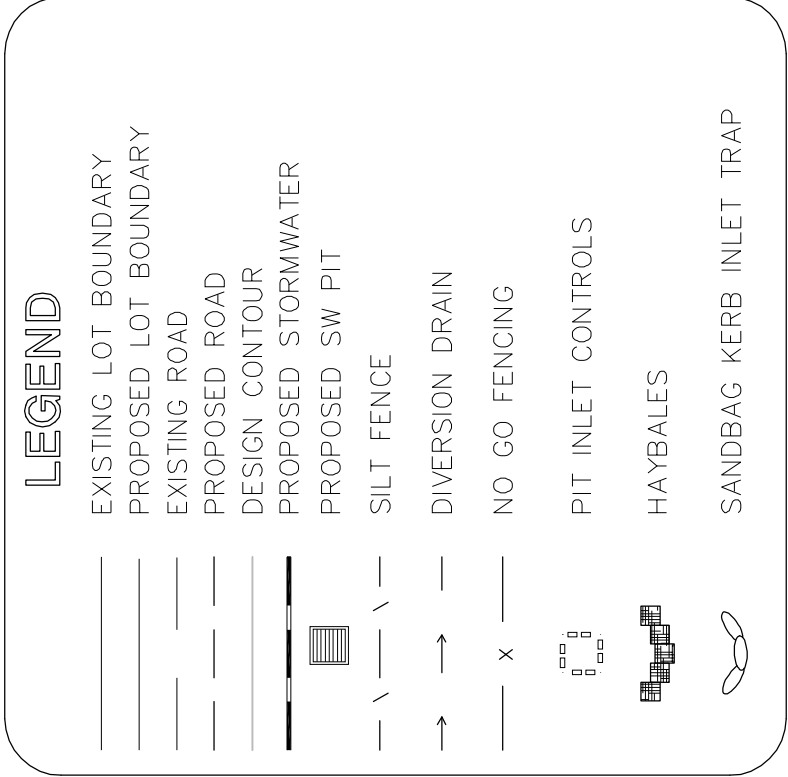 LEGEND
EXISTING LOT BOUNDARY
PROPOSED LOT BOUNDARY
EXISTING ROAD
PROPOSED ROAD
DESIGN CONTOUR
PROPOSED STORMWATER
PROPOSED SW PIT
SILT FENCE
DIVERSION DRAIN
X NO GO FENCING
PIT INLET CONTROLS
HAYBALES
SANDBAG KERB INLET TRAP